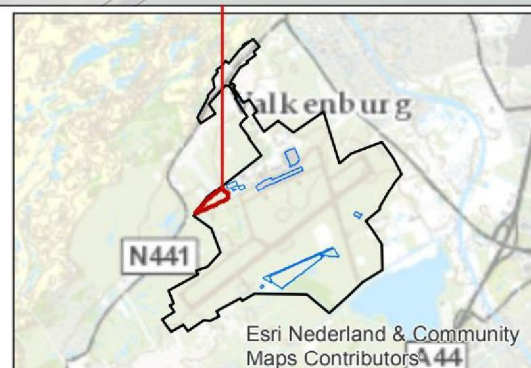 Valkenburg
N441
Esri Nederland & Community
Maps Contributors A44